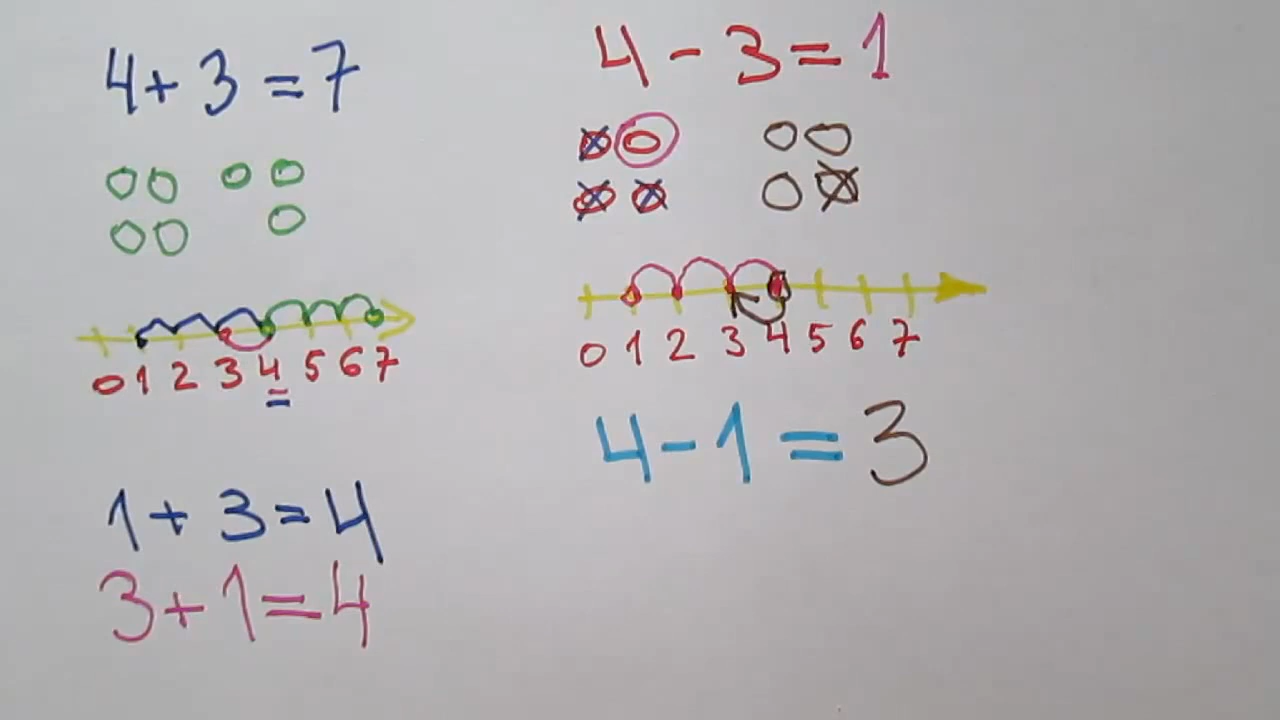 4 + 3 = 7
0 1 2 3 4 5 6 7
1 + 3 = 4
3 + 1 = 4
4 - 3 = 1
0 1 2 3 4 5 6 7
4 - 1 = 3